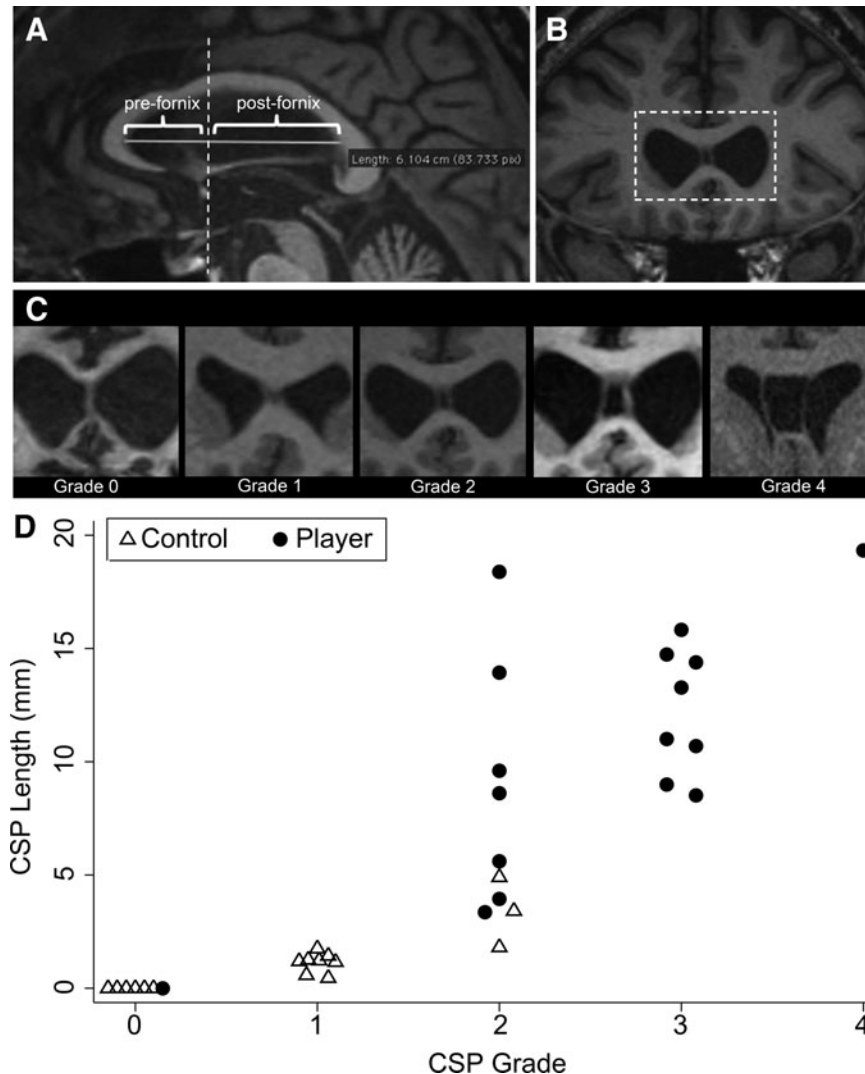 A
B
pre-fornix
post-fornix
Length: 6.104 cm (83.733 pix)
C
Grade 0
Grade 1
Grade 2
Grade 3
Grade 4
D
Control
Player
20
15
10
5
0
CSP Length (mm)
0 1 2 3 4
CSP Grade